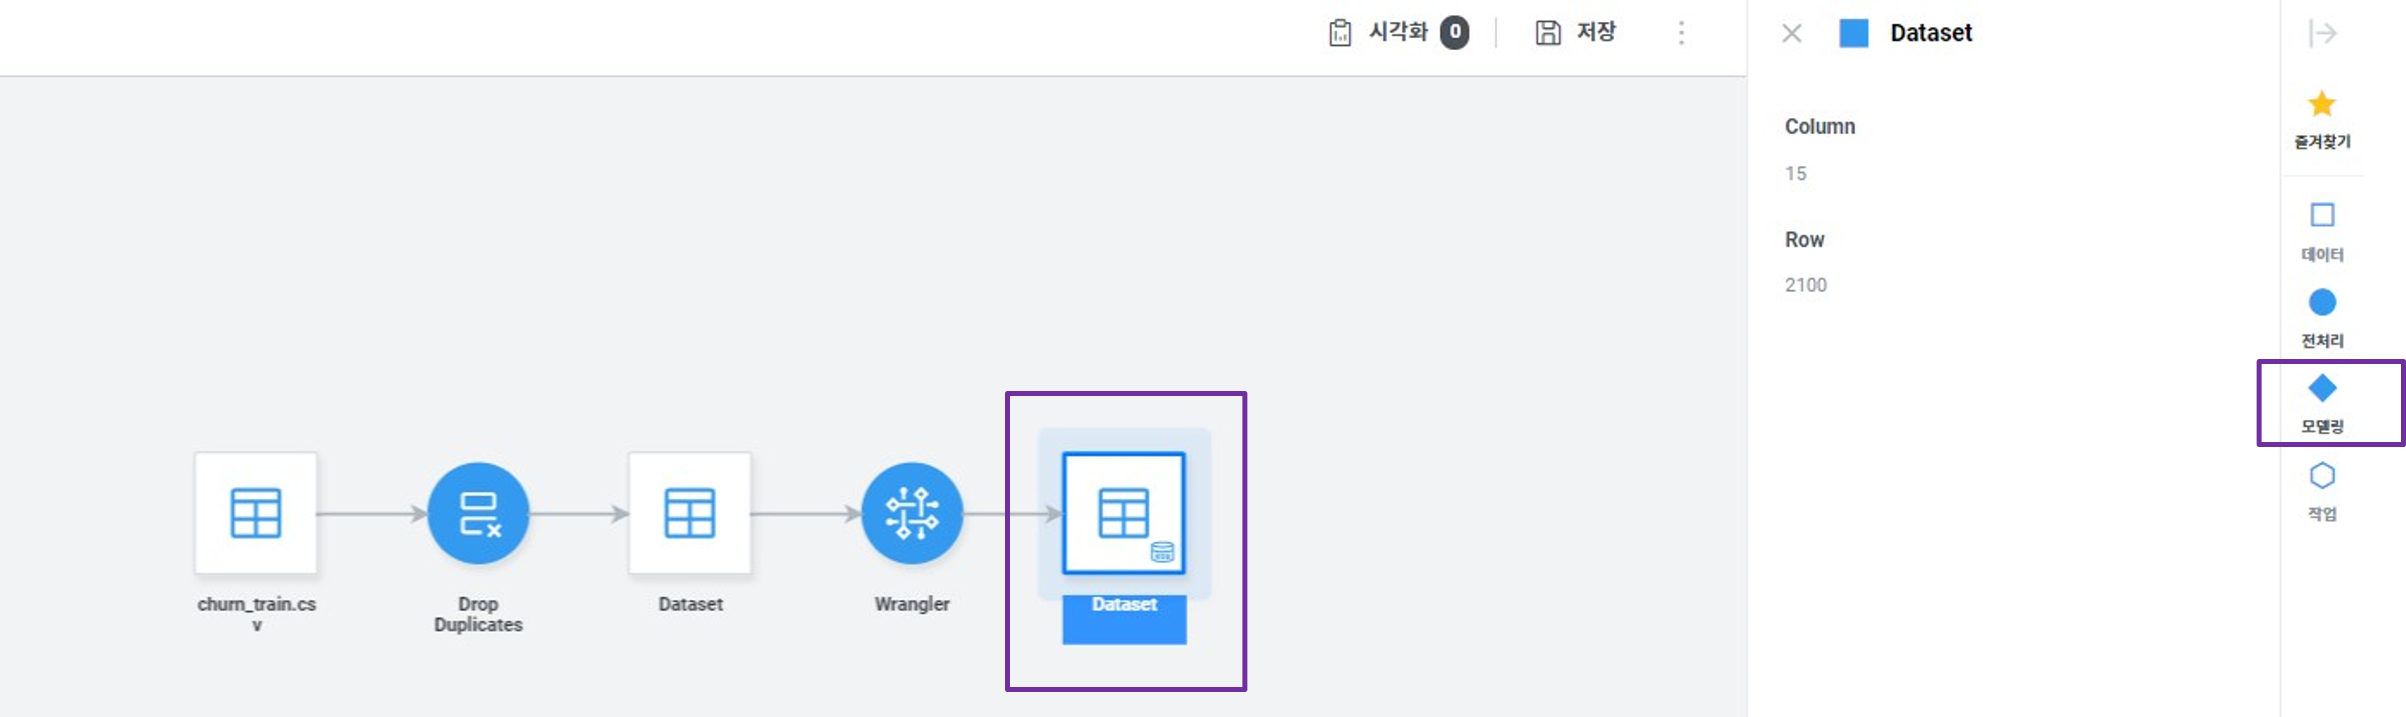 시각화 0
저장
Dataset
Column
15
Row
2100
즐겨찾기
데이터
전처리
모델링
작업
churn_train.cs
v
Drop
Duplicates
Dataset
Wrangler
Dataset